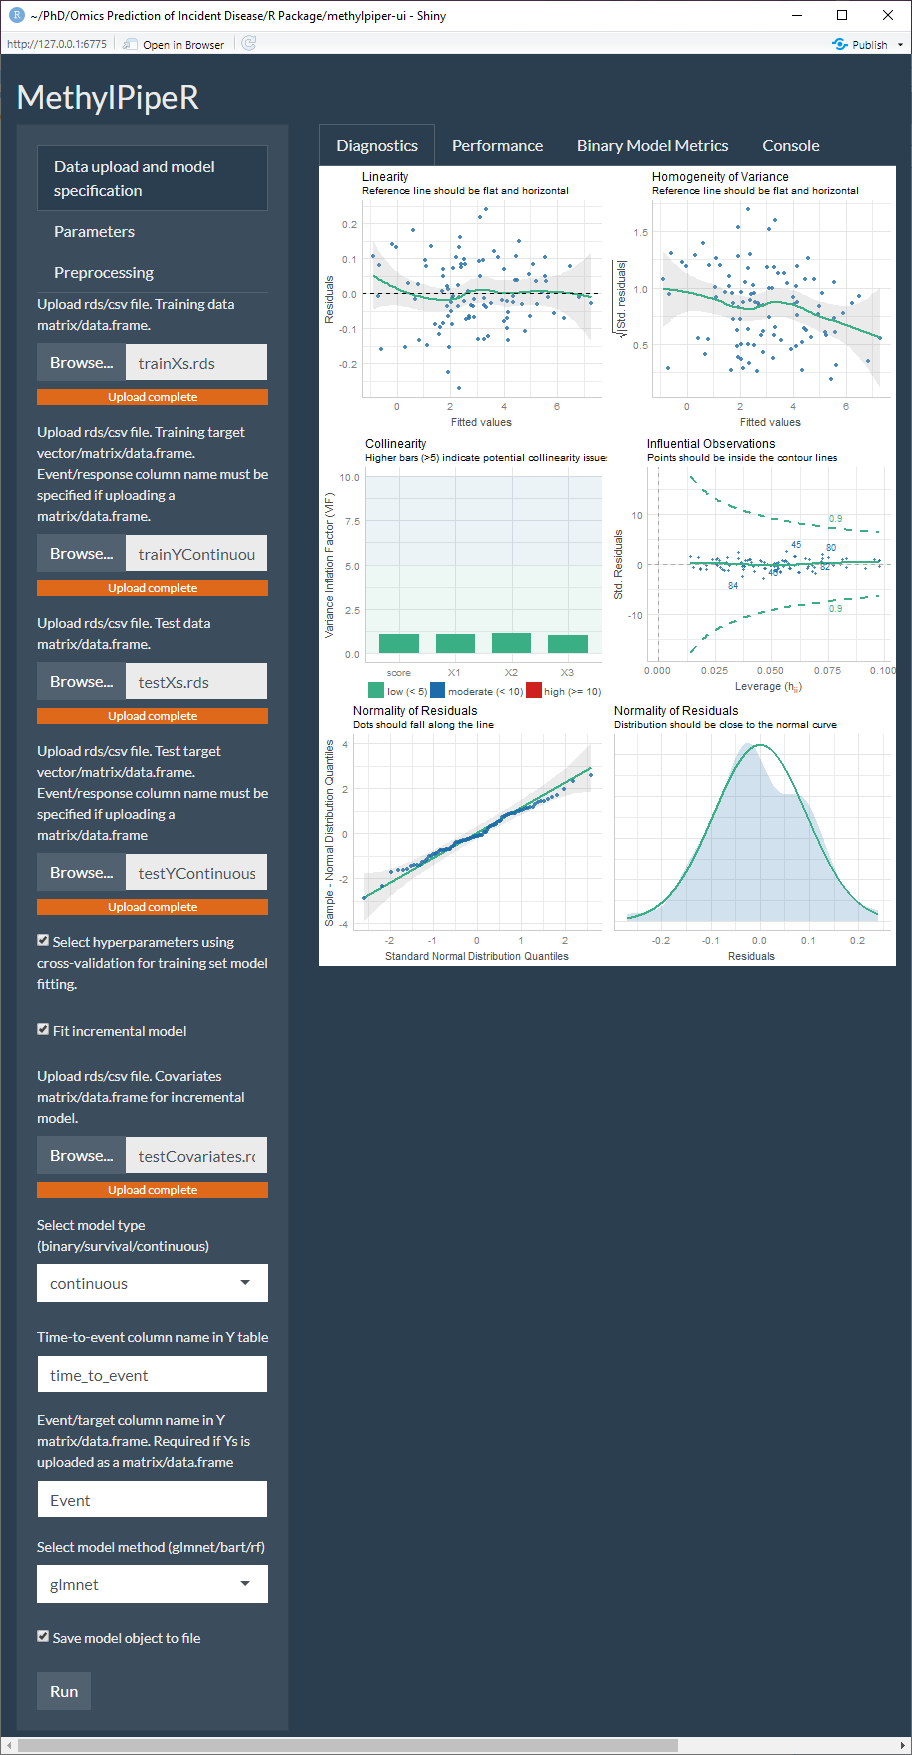 ~/PhD/Omics Prediction of Incident Disease/R Package/methylpiper-ui - Shiny
http://127.0.0.1:6775
Open in Browser
Publish
MethylPipeR
Data upload and model
specification
Parameters
Preprocessing
Upload rds/csv file. Training data
matrix/data.frame.
Browse...
trainXs.rds
Upload complete
Upload rds/csv file. Training target
vector/matrix/data.frame.
Event/response column name must be
specified if uploading a
matrix/data.frame.
Browse...
trainYContinuou
Upload complete
Upload rds/csv file. Test data
matrix/data.frame.
Browse...
testXs.rds
Upload complete
Upload rds/csv file. Test target
vector/matrix/data.frame.
Event/response column name must be
specified if uploading a
matrix/data.frame
Browse...
testYContinuous
Upload complete
Select hyperparameters using
cross-validation for training set model
fitting.
Fit incremental model
Upload rds/csv file. Covariates
matrix/data.frame for incremental
model.
Browse...
testCovariates.rc
Upload complete
Select model type
(binary/survival/continuous)
continuous
Time-to-event column name in Y table
time_to_event
Event/target column name in Y
matrix/data.frame. Required if Ys is
uploaded as a matrix/data.frame
Event
Select model method (glmnet/bart/rf)
glmnet
Save model object to file
Run
Diagnostics
Performance
Binary Model Metrics
Console
Linearity
Reference line should be flat and horizontal
Residuals
0.2
0.1
0.0
-0.1
-0.2
0 2 4 6
Fitted values
Homogeneity of Variance
Reference line should be flat and horizontal
√|Std. residuals|
1.5
1.0
0.5
0 2 4 6
Fitted values
Collinearity
Higher bars (>5) indicate potential collinearity issues
Variance Inflation Factor (VIF)
10.0
7.5
5.0
2.5
0.0
score X1 X2 X3
low (< 5) moderate (< 10) high (>= 10)
Influential Observations
Points should be inside the contour lines
Std. Residuals
10
0
-10
0.9
45
80
82
84
0.9
0.000 0.025 0.050 0.075 0.100
Leverage (hii)
Normality of Residuals
Dots should fall along the line
Sample - Normal Distribution Quantiles
4
2
0
-2
-4
-2 -1 0 1 2
Standard Normal Distribution Quantiles
Normality of Residuals
Distribution should be close to the normal curve
-0.2 -0.1 0.0 0.1 0.2
Residuals